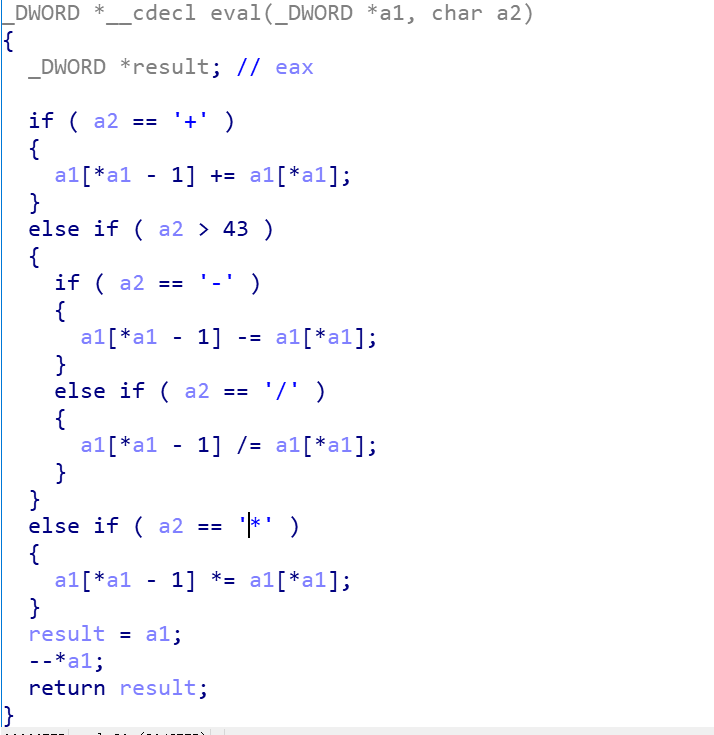 _DWORD *__cdecl eval(_DWORD *a1, char a2)
{
  _DWORD *result; // eax

  if ( a2 == '+' )
  {
    a1[*a1 - 1] += a1[*a1];
  }
  else if ( a2 > 43 )
  {
    if ( a2 == '-' )
    {
      a1[*a1 - 1] -= a1[*a1];
    }
    else if ( a2 == '/' )
    {
      a1[*a1 - 1] /= a1[*a1];
    }
  }
  else if ( a2 == '*' )
  {
    a1[*a1 - 1] *= a1[*a1];
  }
  result = a1;
  --*a1;
  return result;
}